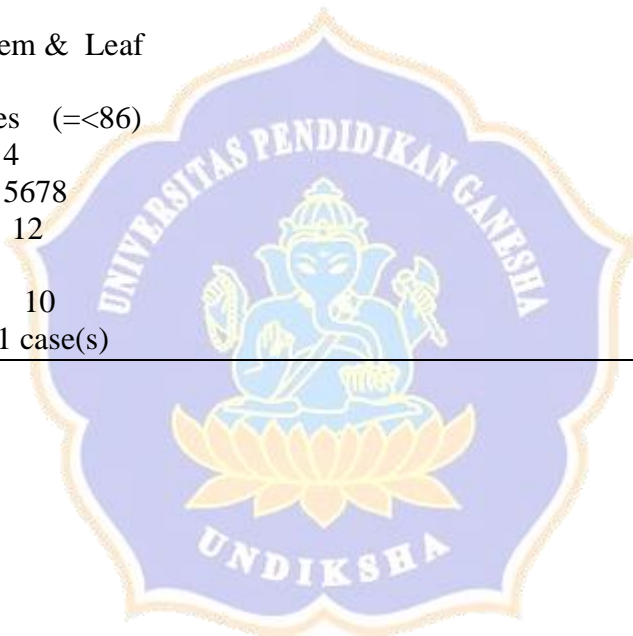 em & Leaf
es (=<86)
4
5678
12
10
1 case(s)
UNIVERSITAS PENDIDIKAN GANESHA
UNDIKSHA